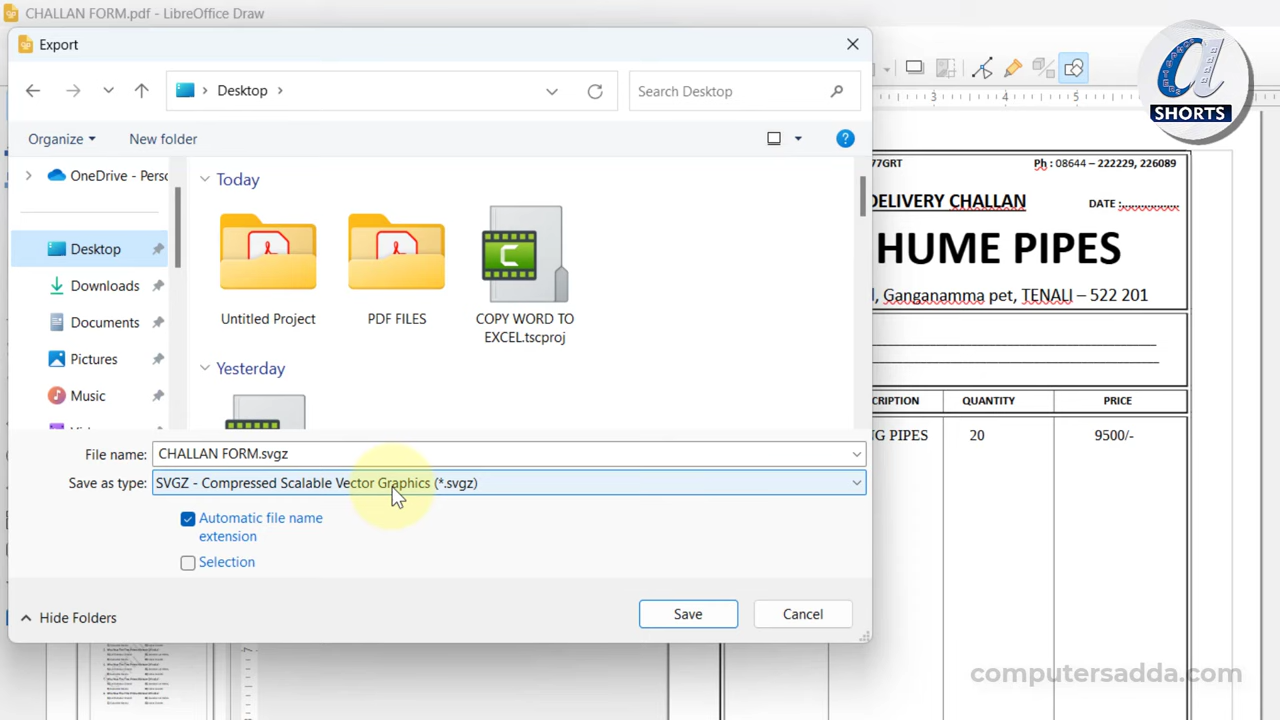 CHALLAN FORM.pdf - LibreOffice Draw
Export
Desktop
Search Desktop
Organize
New folder
OneDrive - Perso
Today
Desktop
Downloads
Documents
Pictures
Music
Untitled Project
PDF FILES
COPY WORD TO
EXCEL.tscproj
Yesterday
File name:
CHALLAN FORM.svgz
Save as type:
SVGZ - Compressed Scalable Vector Graphics (*.svgz)
Automatic file name
extension
Selection
Hide Folders
Save
Cancel
a
SHORTS
3
4
5
77GRT
Ph : 08644 – 222229, 226089
DELIVERY CHALLAN
DATE :...............
HUME PIPES
, Ganganamma pet, TENALI – 522 201
CRIPTION
QUANTITY
PRICE
NG PIPES
20
9500/-
computersadda.com